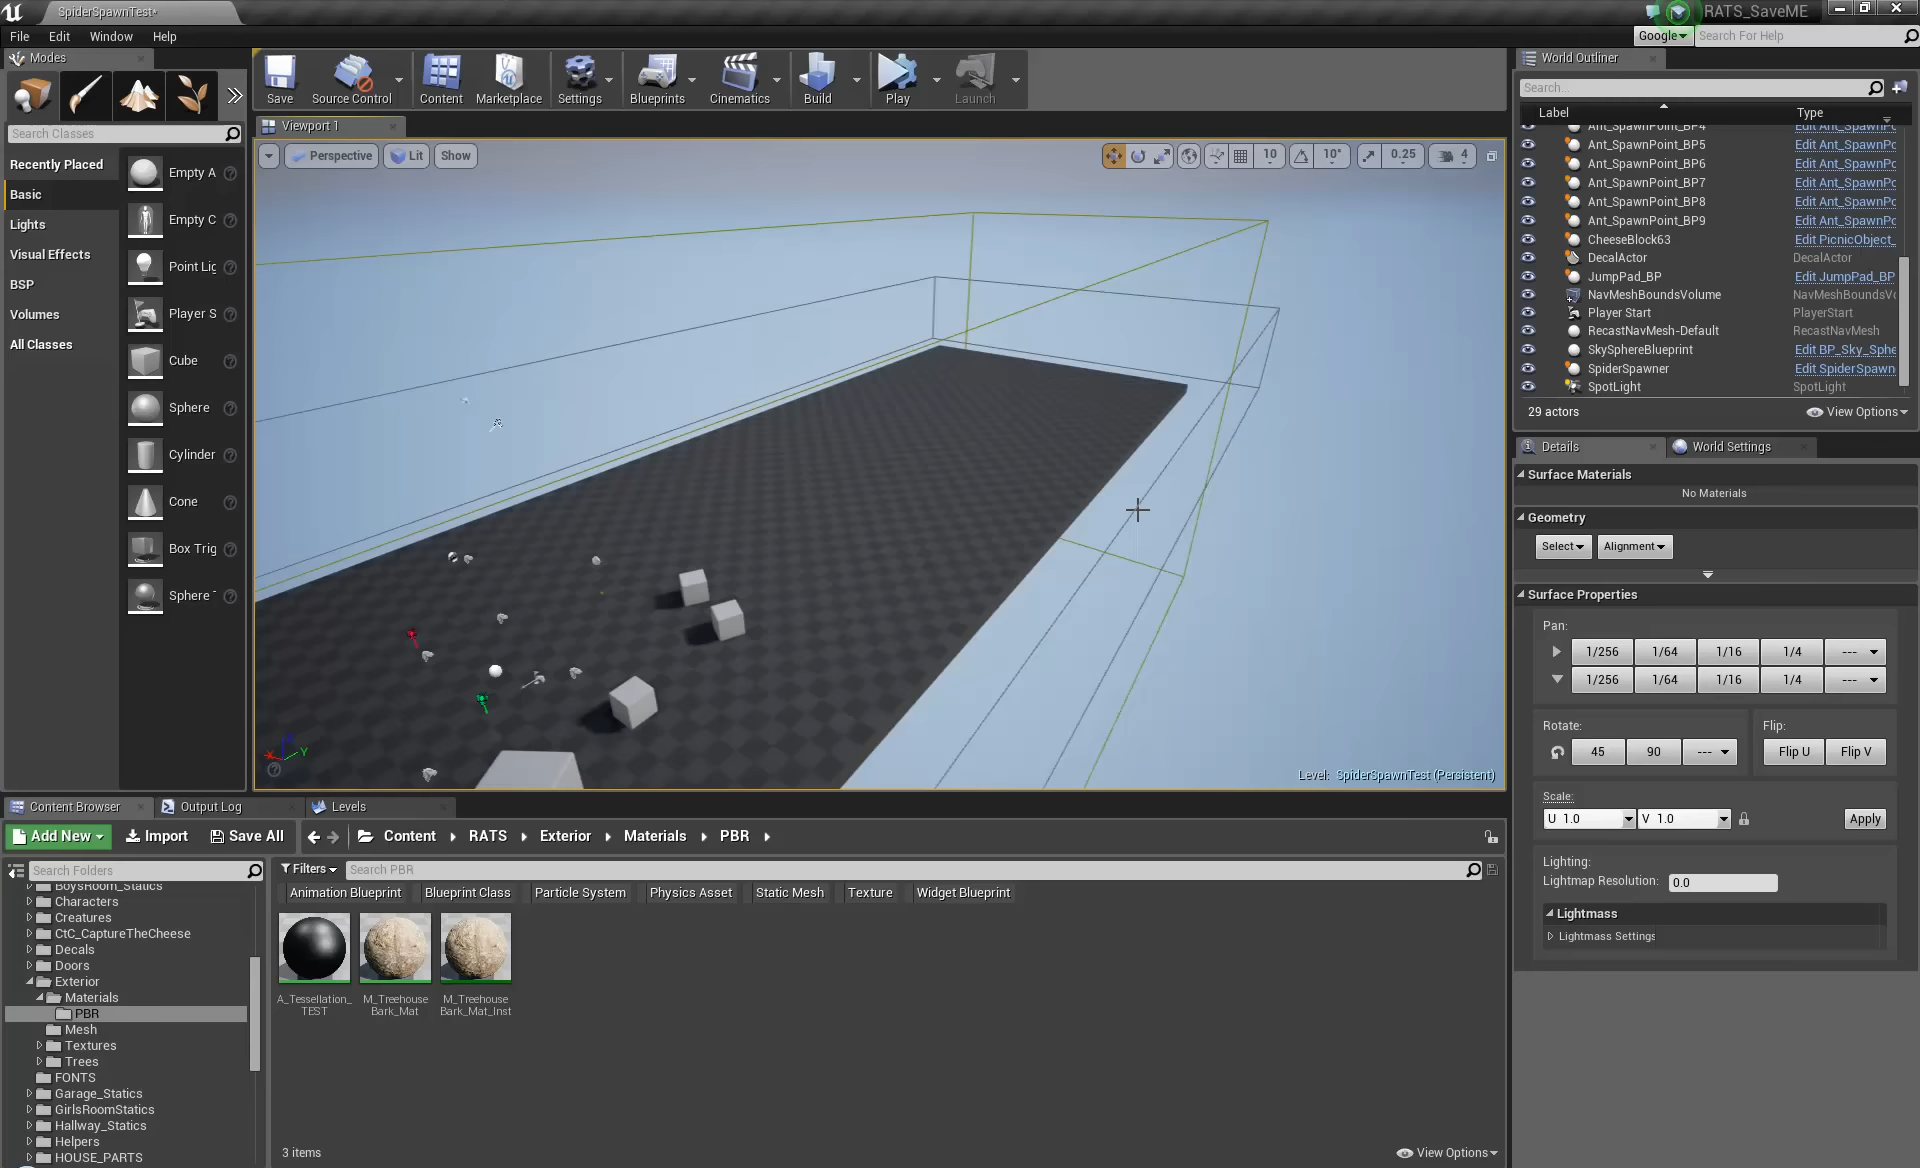 SpiderSpawnTest*
RATS_SaveME
File Edit Window Help
Google
Search For Help
Modes
Save
Source Control
Content
Marketplace
Settings
Blueprints
Cinematics
Build
Play
Launch
World Outliner
Search...
Label Type
Search Classes
Viewport 1
Perspective Lit Show
10 10° 0.25 4
Recently Placed
Basic
Lights
Visual Effects
BSP
Volumes
All Classes
Empty A
Empty C
Point Lig
Player S
Cube
Sphere
Cylinder
Cone
Box Trig
Sphere T
Ant_SpawnPoint_BP4 Edit Ant_SpawnPo
Ant_SpawnPoint_BP5 Edit Ant_SpawnPo
Ant_SpawnPoint_BP6 Edit Ant_SpawnPo
Ant_SpawnPoint_BP7 Edit Ant_SpawnPo
Ant_SpawnPoint_BP8 Edit Ant_SpawnPo
Ant_SpawnPoint_BP9 Edit Ant_SpawnPo
CheeseBlock63 Edit PicnicObject_
DecalActor DecalActor
JumpPad_BP Edit JumpPad_BP
NavMeshBoundsVolume NavMeshBoundsVo
Player Start PlayerStart
RecastNavMesh-Default RecastNavMesh
SkySphereBlueprint Edit BP_Sky_Sphe
SpiderSpawner Edit SpiderSpawn
SpotLight SpotLight
29 actors
View Options
Details
World Settings
Surface Materials
No Materials
Geometry
Select Alignment
Surface Properties
Pan:
1/256 1/64 1/16 1/4 ---
1/256 1/64 1/16 1/4 ---
Rotate: Flip:
45 90 --- Flip U Flip V
Scale:
U 1.0 V 1.0 Apply
Lighting:
Lightmap Resolution: 0.0
Lightmass
Lightmass Settings
Y
Level: SpiderSpawnTest (Persistent)
Content Browser
Output Log
Levels
Add New Import Save All
Content RATS Exterior Materials PBR
Search Folders
Filters
Search PBR
Animation Blueprint Blueprint Class Particle System Physics Asset Static Mesh Texture Widget Blueprint
BoysRoom_Statics
Characters
Creatures
CtC_CaptureTheCheese
Decals
Doors
Exterior
Materials
PBR
Mesh
Textures
Trees
FONTS
Garage_Statics
GirlsRoomStatics
Hallway_Statics
Helpers
HOUSE_PARTS
A_Tessellation_
TEST
M_Treehouse
Bark_Mat
M_Treehouse
Bark_Mat_Inst
3 items
View Options